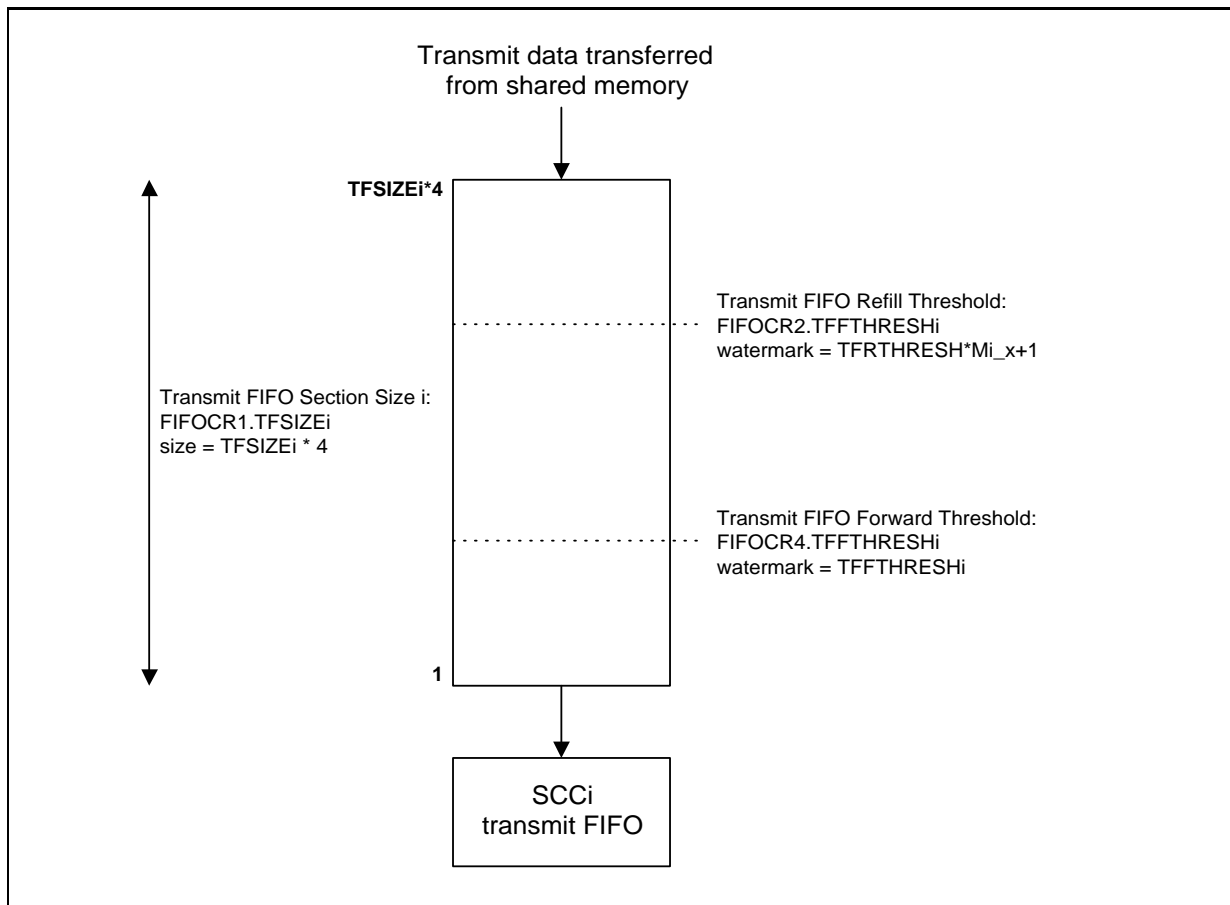 Transmit data transferred
from shared memory
TFSIZEi*4
Transmit FIFO Refill Threshold:
FIFOCR2.TFFTHRESHi
watermark = TFRTHRESH*Mi_x+1
Transmit FIFO Section Size i:
FIFOCR1.TFSIZEi
size = TFSIZEi * 4
Transmit FIFO Forward Threshold:
FIFOCR4.TFFTHRESHi
watermark = TFFTHRESHi
1
SCCi
transmit FIFO